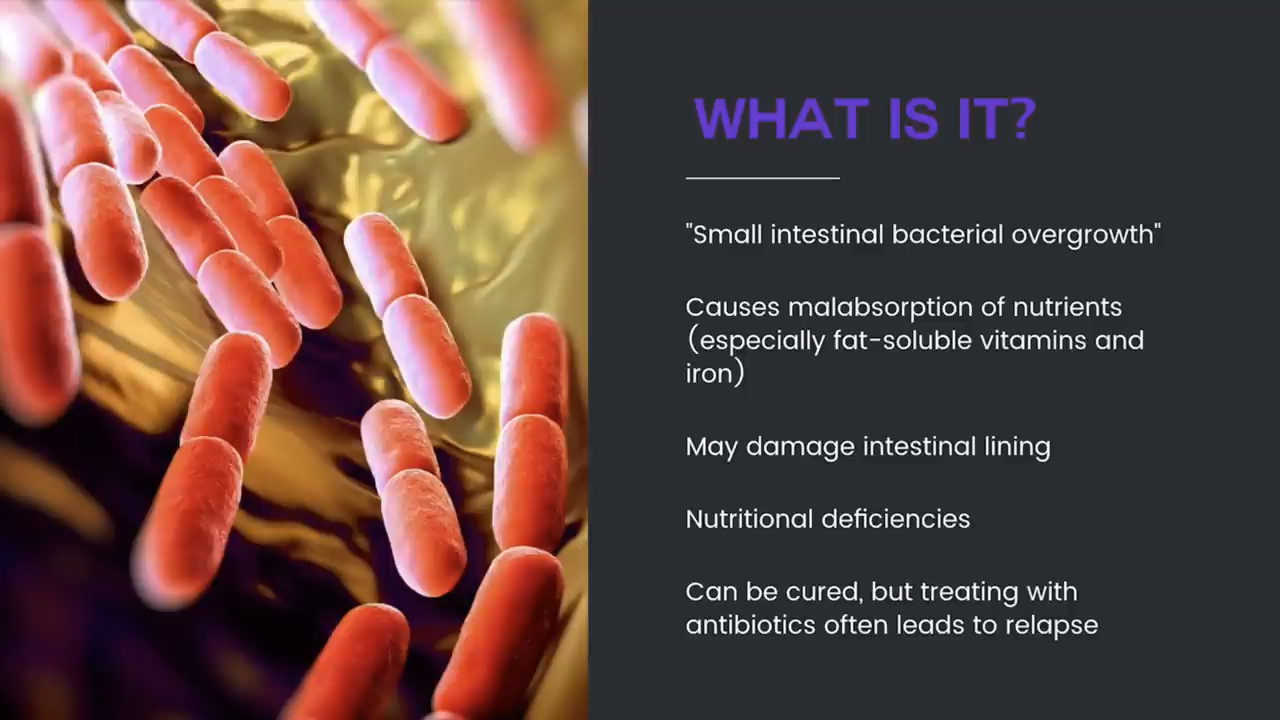 WHAT IS IT?
"Small intestinal bacterial overgrowth"
Causes malabsorption of nutrients
(especially fat-soluble vitamins and
iron)
May damage intestinal lining
Nutritional deficiencies
Can be cured, but treating with
antibiotics often leads to relapse